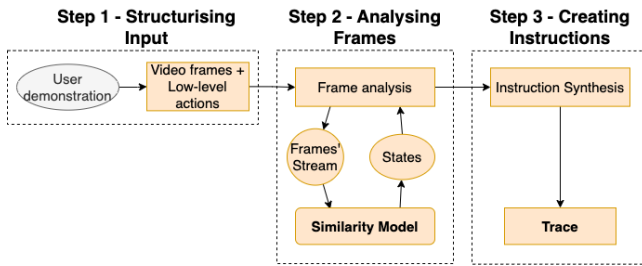 Step 1 - Structurising
Input
User
demonstration
Video frames +
Low-level
actions
Step 2 - Analysing
Frames
Frame analysis
Frames'
Stream
States
Similarity Model
Step 3 - Creating
Instructions
Instruction Synthesis
Trace